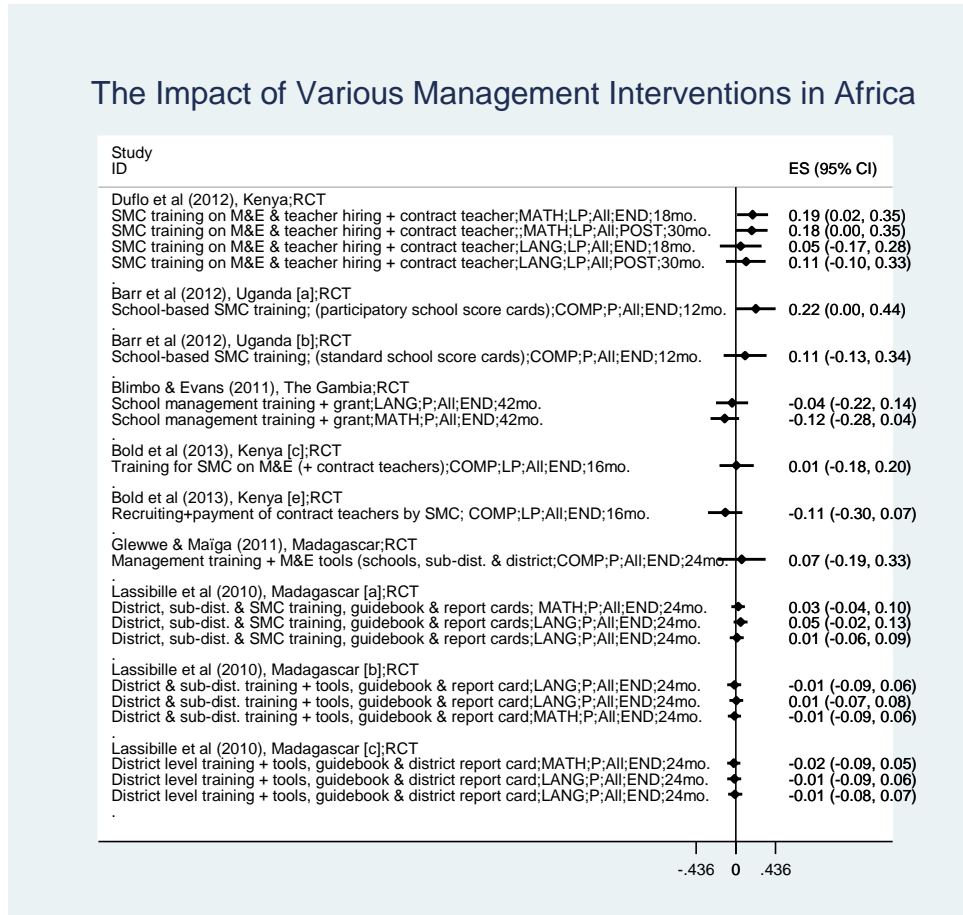 The Impact of Various Management Interventions in Africa
Study
ID ES (95% CI)
Duflo et al (2012), Kenya;RCT
SMC training on M&E & teacher hiring + contract teacher;MATH;LP;All;END;18mo. 0.19 (0.02, 0.35)
SMC training on M&E & teacher hiring + contract teacher;;MATH;LP;All;POST;30mo. 0.18 (0.00, 0.35)
SMC training on M&E & teacher hiring + contract teacher;LANG;LP;All;END;18mo. 0.05 (-0.17, 0.28)
SMC training on M&E & teacher hiring + contract teacher;LANG;LP;All;POST;30mo. 0.11 (-0.10, 0.33)
.
Barr et al (2012), Uganda [a];RCT
School-based SMC training; (participatory school score cards);COMP;P;All;END;12mo. 0.22 (0.00, 0.44)
.
Barr et al (2012), Uganda [b];RCT
School-based SMC training; (standard school score cards);COMP;P;All;END;12mo. 0.11 (-0.13, 0.34)
.
Blimbo & Evans (2011), The Gambia;RCT
School management training + grant;LANG;P;All;END;42mo. -0.04 (-0.22, 0.14)
School management training + grant;MATH;P;All;END;42mo. -0.12 (-0.28, 0.04)
.
Bold et al (2013), Kenya [c];RCT
Training for SMC on M&E (+ contract teachers);COMP;LP;All;END;16mo. 0.01 (-0.18, 0.20)
.
Bold et al (2013), Kenya [e];RCT
Recruiting+payment of contract teachers by SMC; COMP;LP;All;END;16mo. -0.11 (-0.30, 0.07)
.
Glewwe & Maïga (2011), Madagascar;RCT
Management training + M&E tools (schools, sub-dist. & district;COMP;P;All;END;24mo. 0.07 (-0.19, 0.33)
.
Lassibille et al (2010), Madagascar [a];RCT
District, sub-dist. & SMC training, guidebook & report cards; MATH;P;All;END;24mo. 0.03 (-0.04, 0.10)
District, sub-dist. & SMC training, guidebook & report cards;LANG;P;All;END;24mo. 0.05 (-0.02, 0.13)
District, sub-dist. & SMC training, guidebook & report cards;LANG;P;All;END;24mo. 0.01 (-0.06, 0.09)
.
Lassibille et al (2010), Madagascar [b];RCT
District & sub-dist. training + tools, guidebook & report card;LANG;P;All;END;24mo. -0.01 (-0.09, 0.06)
District & sub-dist. training + tools, guidebook & report card;LANG;P;All;END;24mo. 0.01 (-0.07, 0.08)
District & sub-dist. training + tools, guidebook & report card;MATH;P;All;END;24mo. -0.01 (-0.09, 0.06)
.
Lassibille et al (2010), Madagascar [c];RCT
District level training + tools, guidebook & district report card;MATH;P;All;END;24mo. -0.02 (-0.09, 0.05)
District level training + tools, guidebook & district report card;LANG;P;All;END;24mo. -0.01 (-0.09, 0.06)
District level training + tools, guidebook & district report card;LANG;P;All;END;24mo. -0.01 (-0.08, 0.07)
.
-.436 0 .436